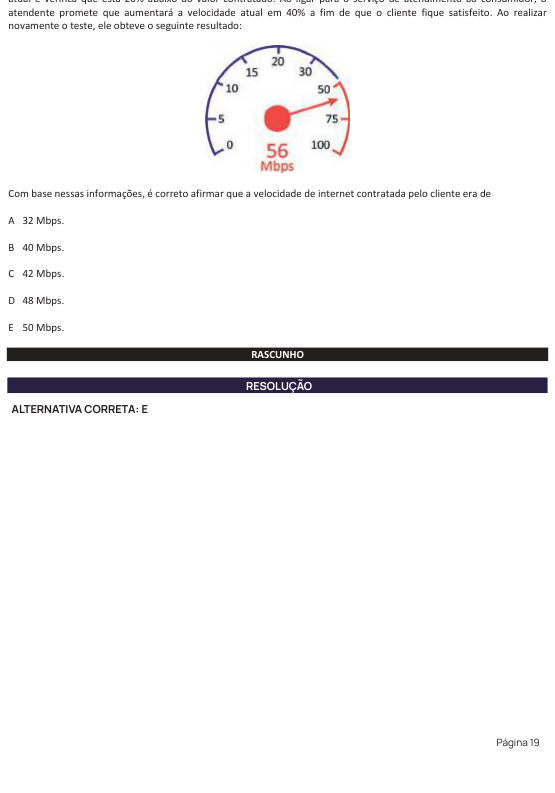 atual e verifica que está 20% abaixo do valor contratado. Ao ligar para o serviço de atendimento ao consumidor, o
atendente promete que aumentará a velocidade atual em 40% a fim de que o cliente fique satisfeito. Ao realizar
novamente o teste, ele obteve o seguinte resultado:
20
15
30
10
50
5
75
0
100
56
Mbps
Com base nessas informações, é correto afirmar que a velocidade de internet contratada pelo cliente era de
A 32 Mbps.
B 40 Mbps.
C 42 Mbps.
D 48 Mbps.
E 50 Mbps.
RASCUNHO
RESOLUÇÃO
ALTERNATIVA CORRETA: E
Página 19